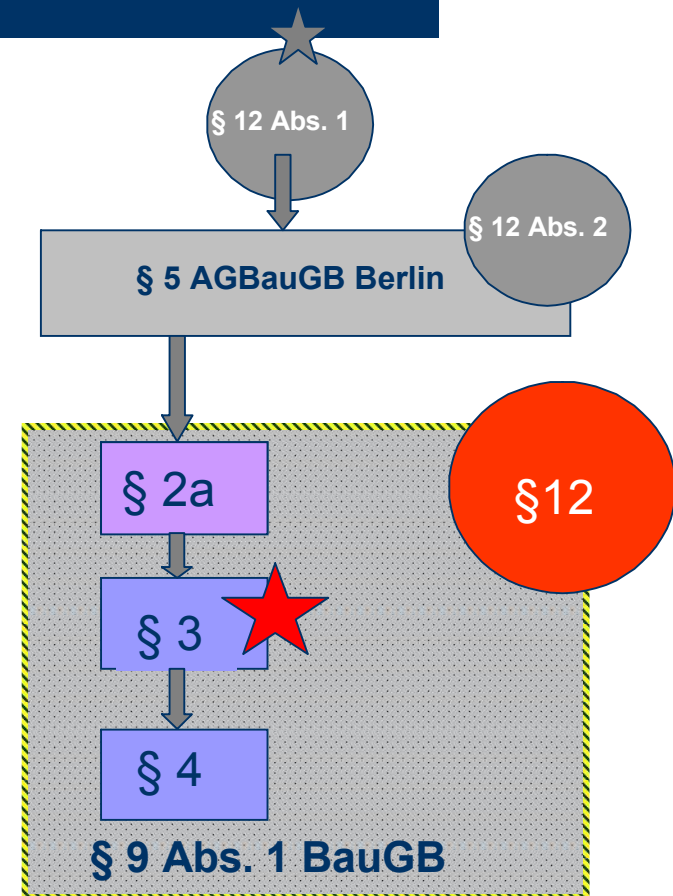 § 12 Abs. 1
§ 12 Abs. 2
§ 5 AGBauGB Berlin
§ 2a
§12
§ 3
§ 4
§ 9 Abs. 1 BauGB